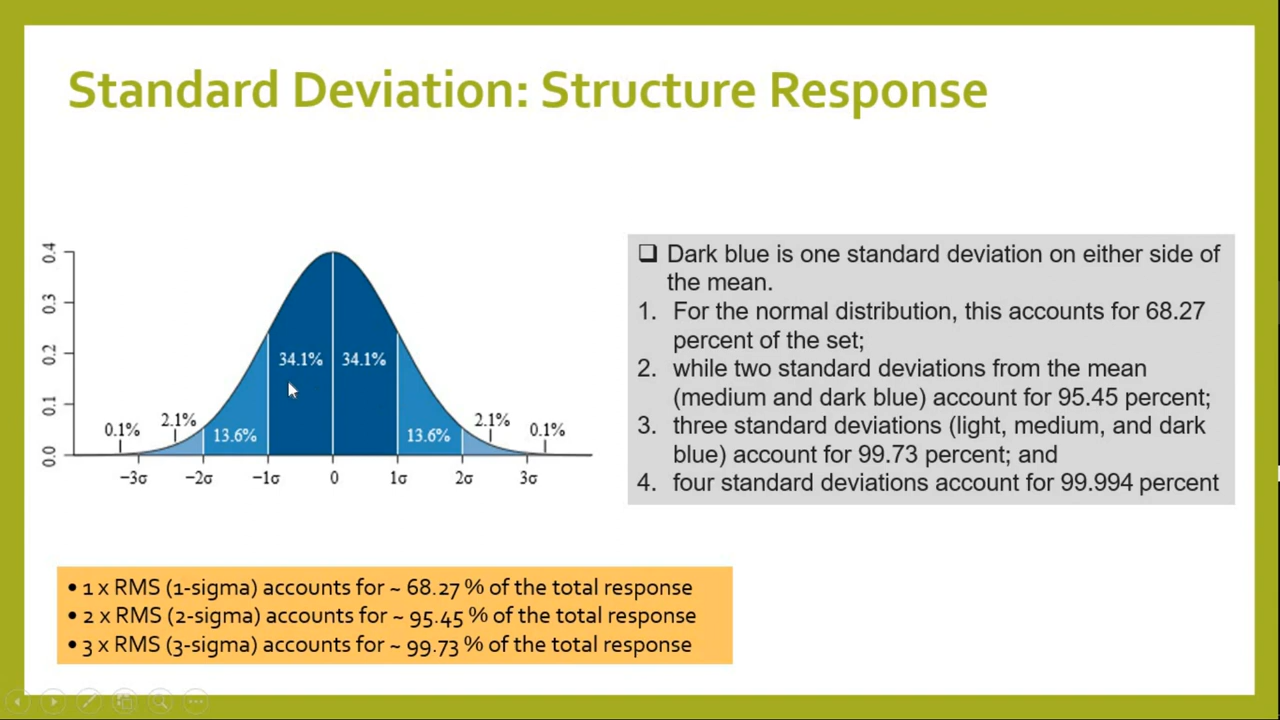 Standard Deviation: Structure Response
0.4
0.3
0.2
0.1
0.0
34.1% 34.1%
0.1% 2.1% 13.6% 13.6% 2.1% 0.1%
−3σ −2σ −1σ 0 1σ 2σ 3σ
❑ Dark blue is one standard deviation on either side of
the mean.
1. For the normal distribution, this accounts for 68.27
percent of the set;
2. while two standard deviations from the mean
(medium and dark blue) account for 95.45 percent;
3. three standard deviations (light, medium, and dark
blue) account for 99.73 percent; and
4. four standard deviations account for 99.994 percent
• 1 x RMS (1-sigma) accounts for ~ 68.27 % of the total response
• 2 x RMS (2-sigma) accounts for ~ 95.45 % of the total response
• 3 x RMS (3-sigma) accounts for ~ 99.73 % of the total response